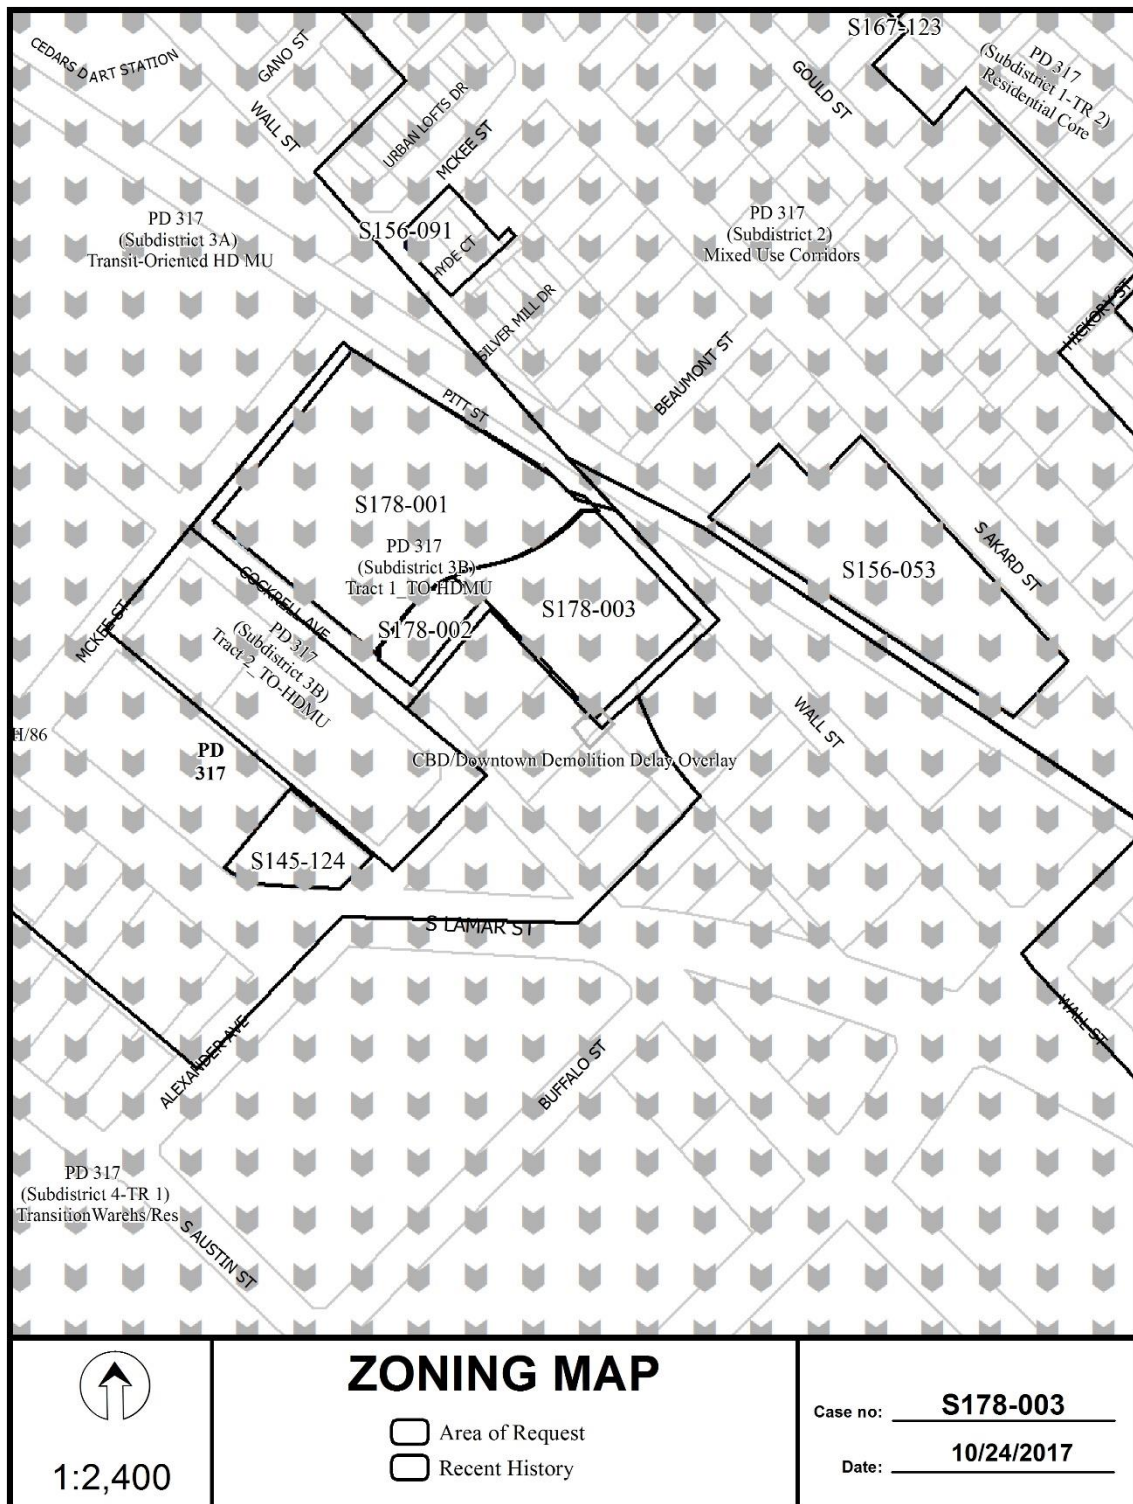 S167-123
CEDARS DART STATION
GANO ST
WALL ST
URBAN LOFTS DR
MCKEE ST
GOULD ST
PD 317
(Subdistrict 1-TR 2)
Residential Core
PD 317
(Subdistrict 3A)
Transit-Oriented HD MU
S156-091
HYDE CT
PD 317
(Subdistrict 2)
Mixed Use Corridors
SILVER MILL DR
HICKORY ST
BEAUMONT ST
PITT ST
S178-001
PD 317
(Subdistrict 3B)
Tract 1_TO-HDMU
S156-053
S AKARD ST
COCKRELL AVE
S178-002
S178-003
MCKEE ST
PD 317
(Subdistrict 3B)
Tract 2_TO-HDMU
WALL ST
H/86
PD
317
CBD/Downtown Demolition Delay Overlay
S145-124
S LAMAR ST
WALL ST
ALEXANDER AVE
BUFFALO ST
PD 317
(Subdistrict 4-TR 1)
TransitionWarehs/Res
S AUSTIN ST
1:2,400
ZONING MAP
Area of Request
Recent History
Case no: S178-003
Date: 10/24/2017